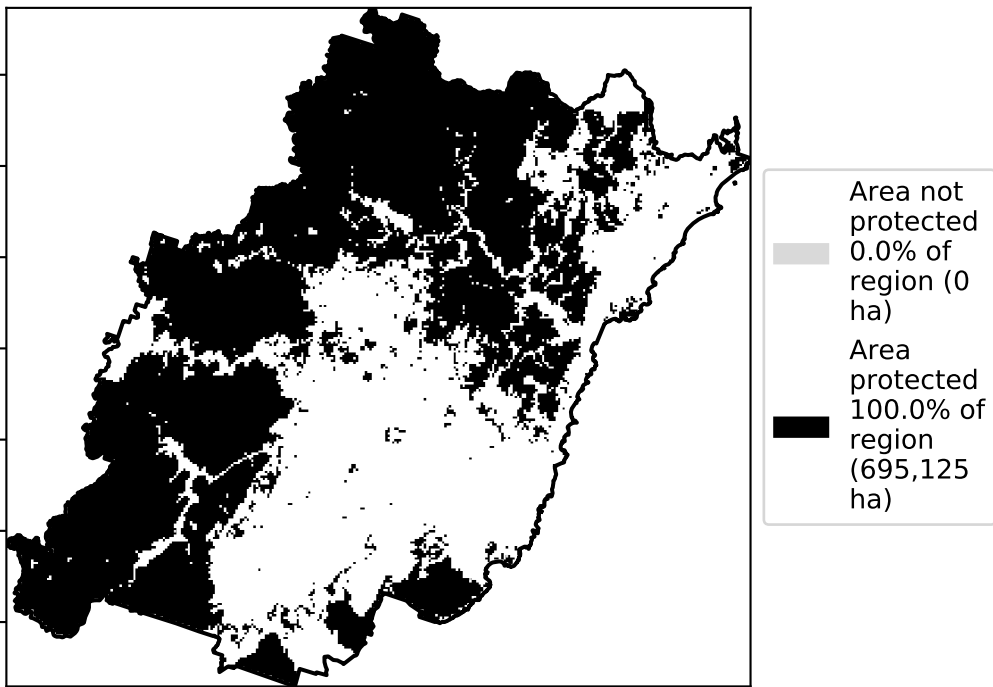 Area not
protected
0.0% of
region (0
ha)
Area
protected
100.0% of
region
(695,125
ha)